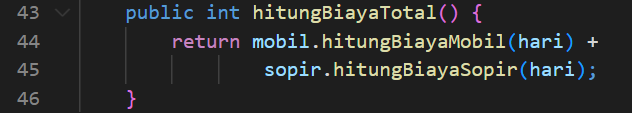 43 public int hitungBiayaTotal() {
44 return mobil.hitungBiayaMobil(hari) +
45 sopir.hitungBiayaSopir(hari);
46 }